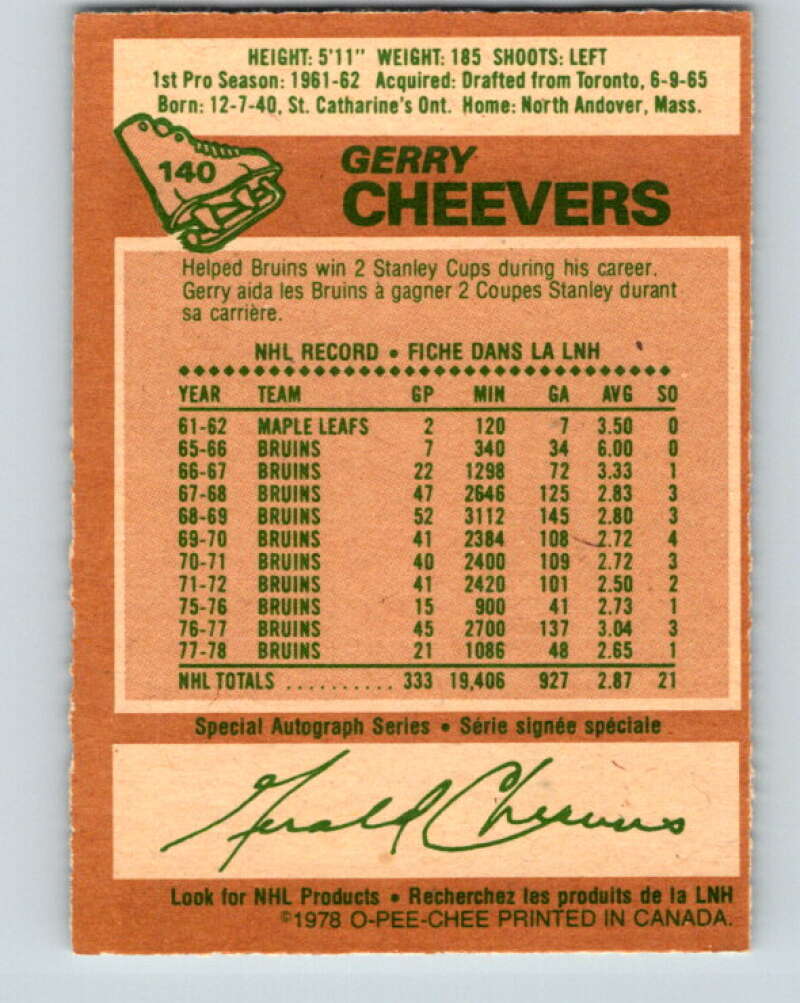 HEIGHT: 5'11" WEIGHT: 185 SHOOTS: LEFT
1st Pro Season: 1961-62 Acquired: Drafted from Toronto, 6-9-65
Born: 12-7-40, St. Catharine's Ont. Home: North Andover, Mass.
140
GERRY
CHEEVERS
Helped Bruins win 2 Stanley Cups during his career.
Gerry aida les Bruins à gagner 2 Coupes Stanley durant
sa carrière.
NHL RECORD • FICHE DANS LA LNH
YEAR TEAM GP MIN GA AVG SO
61-62 MAPLE LEAFS 2 120 7 3.50 0
65-66 BRUINS 7 340 34 6.00 0
66-67 BRUINS 22 1298 72 3.33 1
67-68 BRUINS 47 2646 125 2.83 3
68-69 BRUINS 52 3112 145 2.80 3
69-70 BRUINS 41 2384 108 2.72 4
70-71 BRUINS 40 2400 109 2.72 3
71-72 BRUINS 41 2420 101 2.50 2
75-76 BRUINS 15 900 41 2.73 1
76-77 BRUINS 45 2700 137 3.04 3
77-78 BRUINS 21 1086 48 2.65 1
NHL TOTALS .......... 333 19,406 927 2.87 21
Special Autograph Series • Série signée spéciale
Gerald Cheevers
Look for NHL Products • Recherchez les produits de la LNH
©1978 O-PEE-CHEE PRINTED IN CANADA.